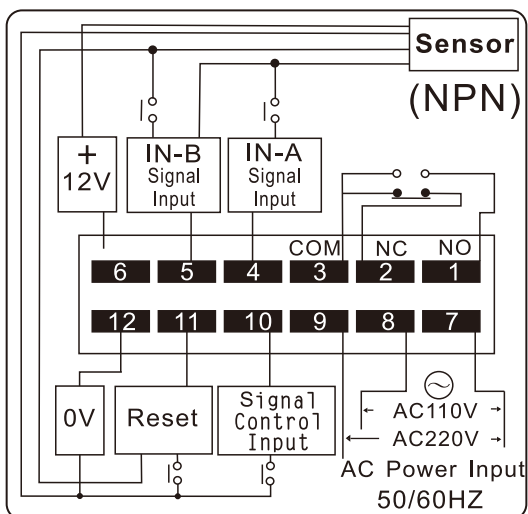 Sensor
(NPN)
+
12V
IN-B
Signal
Input
IN-A
Signal
Input
COM NC NO
6 5 4 3 2 1
12 11 10 9 8 7
0V
Reset
Signal
Control
Input
AC110V
AC220V
AC Power Input
50/60HZ